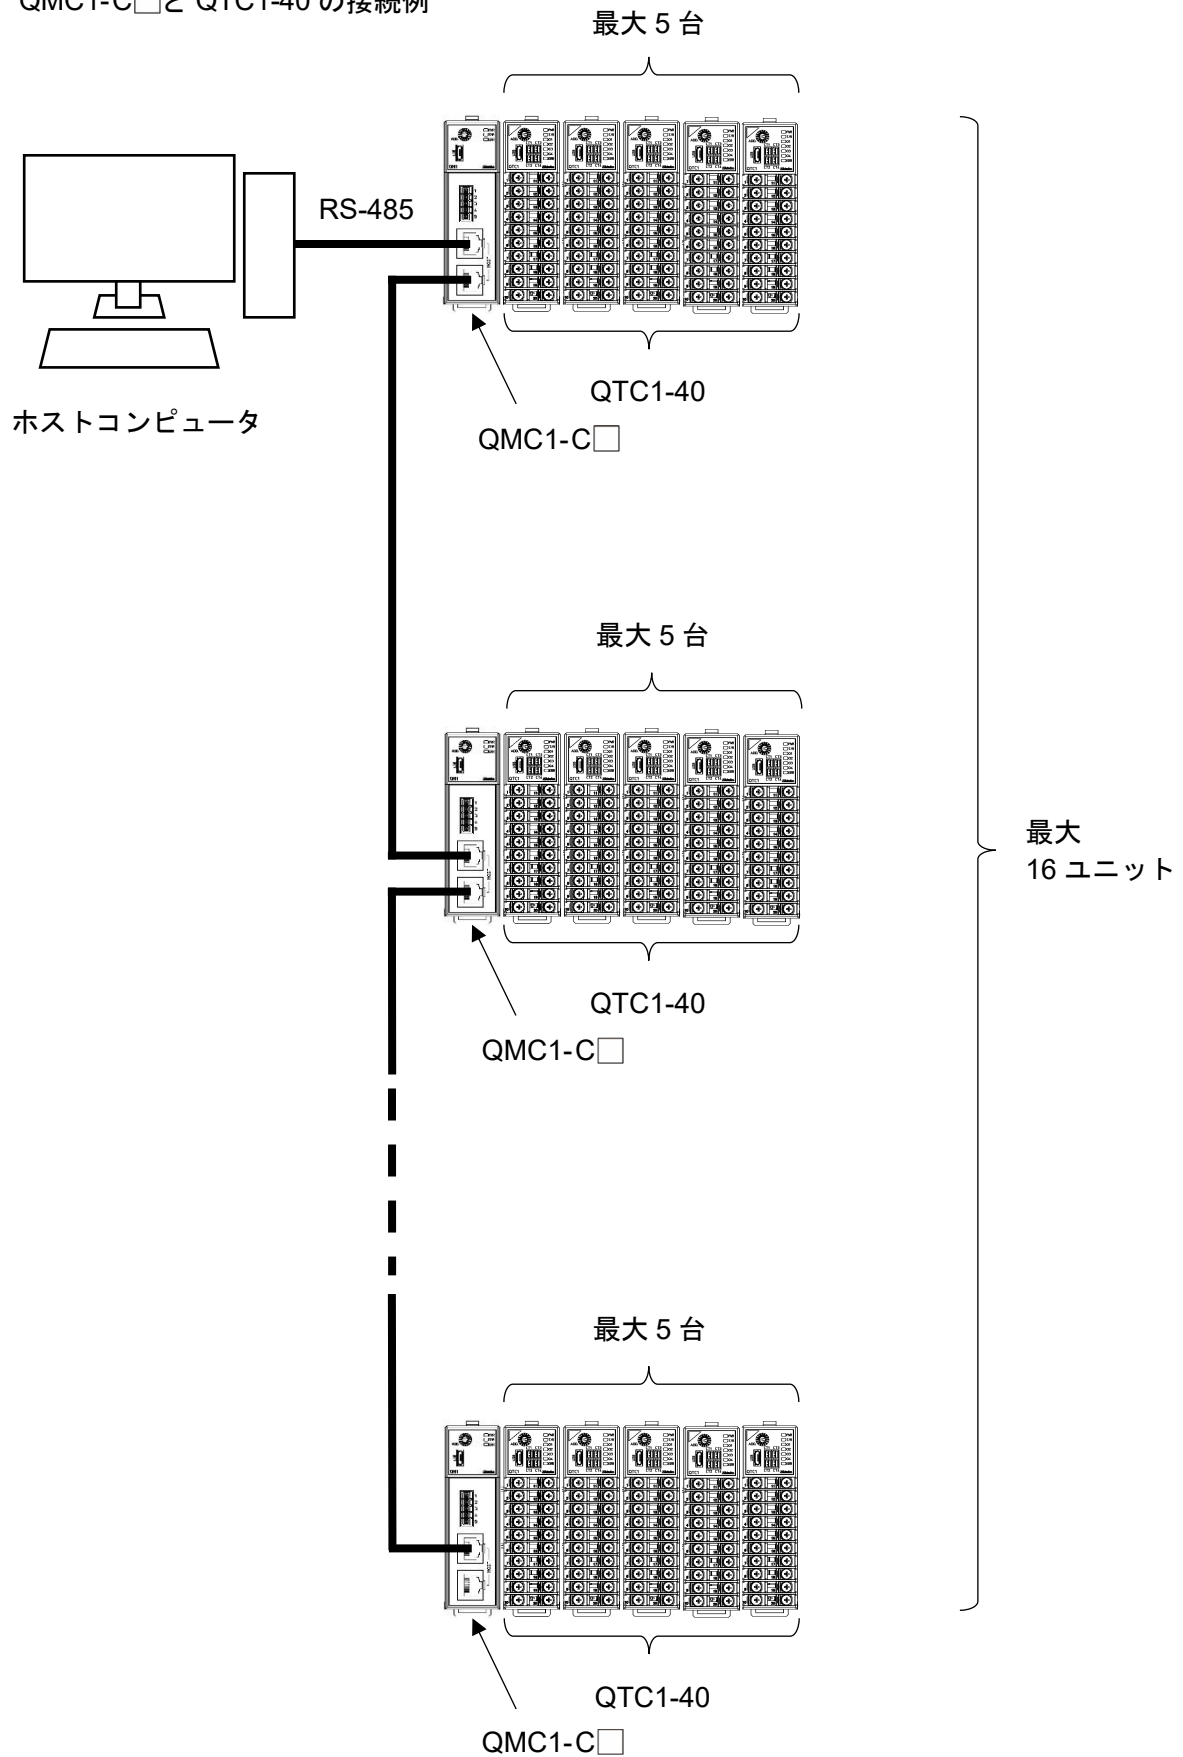 QMC1-C□と QTC1-40 の接続例
最大 5 台
RS-485
ホストコンピュータ
QTC1-40
QMC1-C□
最大 5 台
最大
16 ユニット
QTC1-40
QMC1-C□
最大 5 台
QTC1-40
QMC1-C□